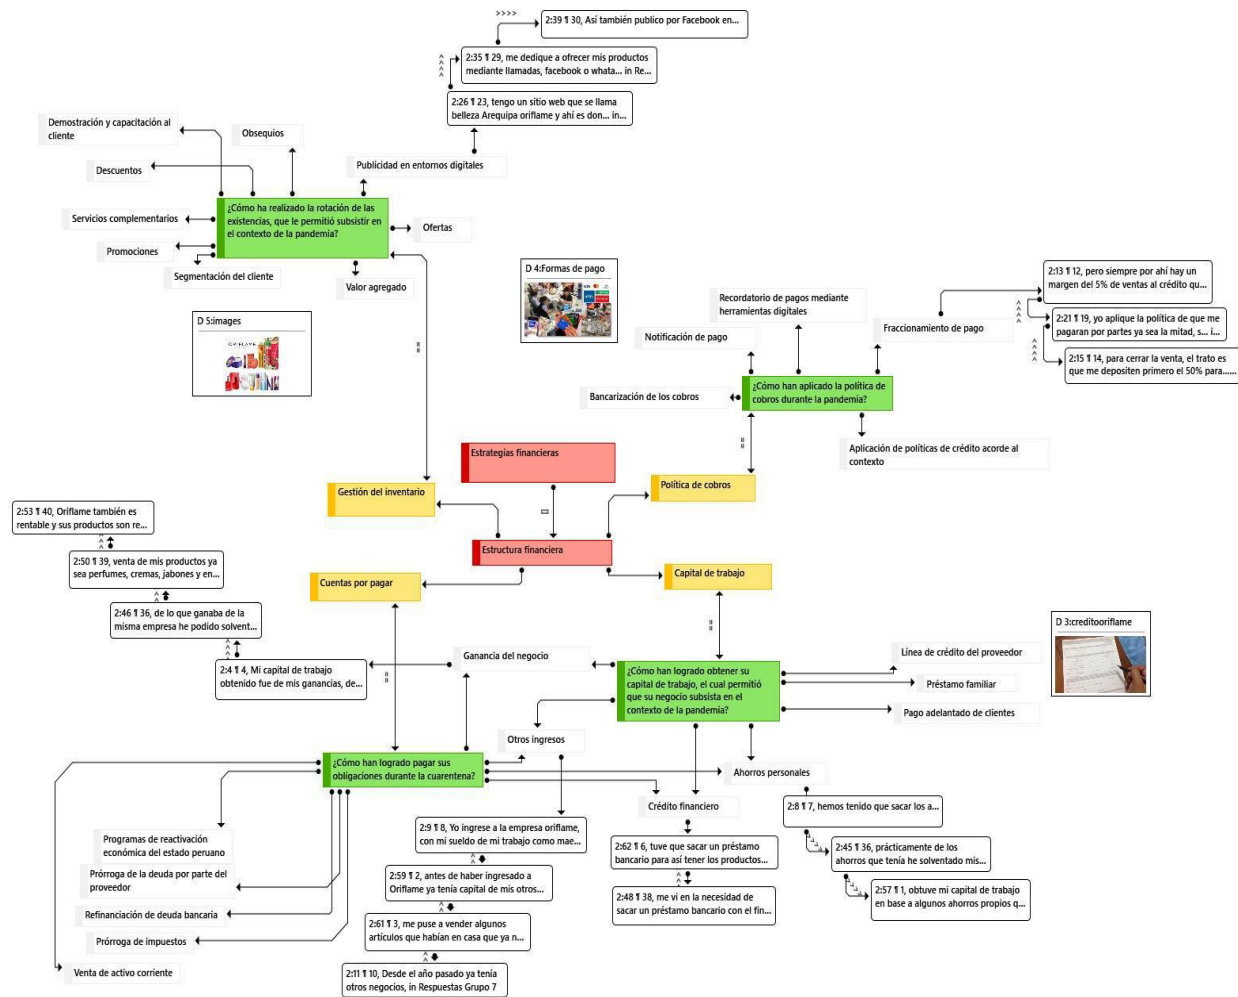 2:39 ¶ 30, Así también publico por Facebook en...
2:35 ¶ 29, me dedique a ofrecer mis productos
mediante llamadas, facebook o whata... in Re...
2:26 ¶ 23, tengo un sitio web que se llama
belleza Arequipa oriflame y ahí es don... in...
Demostración y capacitación al
cliente
Obsequios
Publicidad en entornos digitales
Descuentos
¿Cómo ha realizado la rotación de las
existencias, que le permitió subsistir en
el contexto de la pandemia?
Servicios complementarios
Ofertas
Promociones
Segmentación del cliente
Valor agregado
D 5:images
ORIFLAME
D 4:Formas de pago
VISA
Recordatorio de pagos mediante
herramientas digitales
Notificación de pago
Fraccionamiento de pago
2:13 ¶ 12, pero siempre por ahí hay un
margen del 5% de ventas al crédito qu...
2:21 ¶ 19, yo aplique la política de que me
pagaran por partes ya sea la mitad, s... i...
2:15 ¶ 14, para cerrar la venta, el trato es
que me depositen primero el 50% para......
Bancarización de los cobros
¿Cómo han aplicado la política de
cobros durante la pandemia?
Aplicación de políticas de crédito acorde al
contexto
Estrategías financieras
Gestión del inventario
Política de cobros
Estructura financiera
Cuentas por pagar
Capital de trabajo
2:53 ¶ 40, Oriflame también es
rentable y sus productos son re...
2:50 ¶ 39, venta de mis productos ya
sea perfumes, cremas, jabones y en...
2:46 ¶ 36, de lo que ganaba de la
misma empresa he podido solvent...
2:4 ¶ 4, Mi capital de trabajo
obtenido fue de mis ganancias, de...
Ganancia del negocio
¿Cómo han logrado obtener su
capital de trabajo, el cual permitió
que su negocio subsista en el
contexto de la pandemia?
D 3:creditooriflame
Línea de crédito del proveedor
Préstamo familiar
Pago adelantado de clientes
Otros ingresos
¿Cómo han logrado pagar sus
obligaciones durante la cuarentena?
Ahorros personales
Crédito financiero
2:8 ¶ 7, hemos tenido que sacar los a...
2:45 ¶ 36, prácticamente de los
ahorros que tenía he solventado mis...
2:57 ¶ 1, obtuve mi capital de trabajo
en base a algunos ahorros propios q...
2:62 ¶ 6, tuve que sacar un préstamo
bancario para así tener los productos...
2:48 ¶ 38, me vi en la necesidad de
sacar un préstamo bancario con el fin...
2:9 ¶ 8, Yo ingrese a la empresa oriflame,
con mi sueldo de mi trabajo como mae...
2:59 ¶ 2, antes de haber ingresado a
Oriflame ya tenía capital de mis otros...
2:61 ¶ 3, me puse a vender algunos
artículos que habían en casa que ya n...
2:11 ¶ 10, Desde el año pasado ya tenía
otros negocios, in Respuestas Grupo 7
Programas de reactivación
económica del estado peruano
Prórroga de la deuda por parte del
proveedor
Refinanciación de deuda bancaria
Prórroga de impuestos
Venta de activo corriente